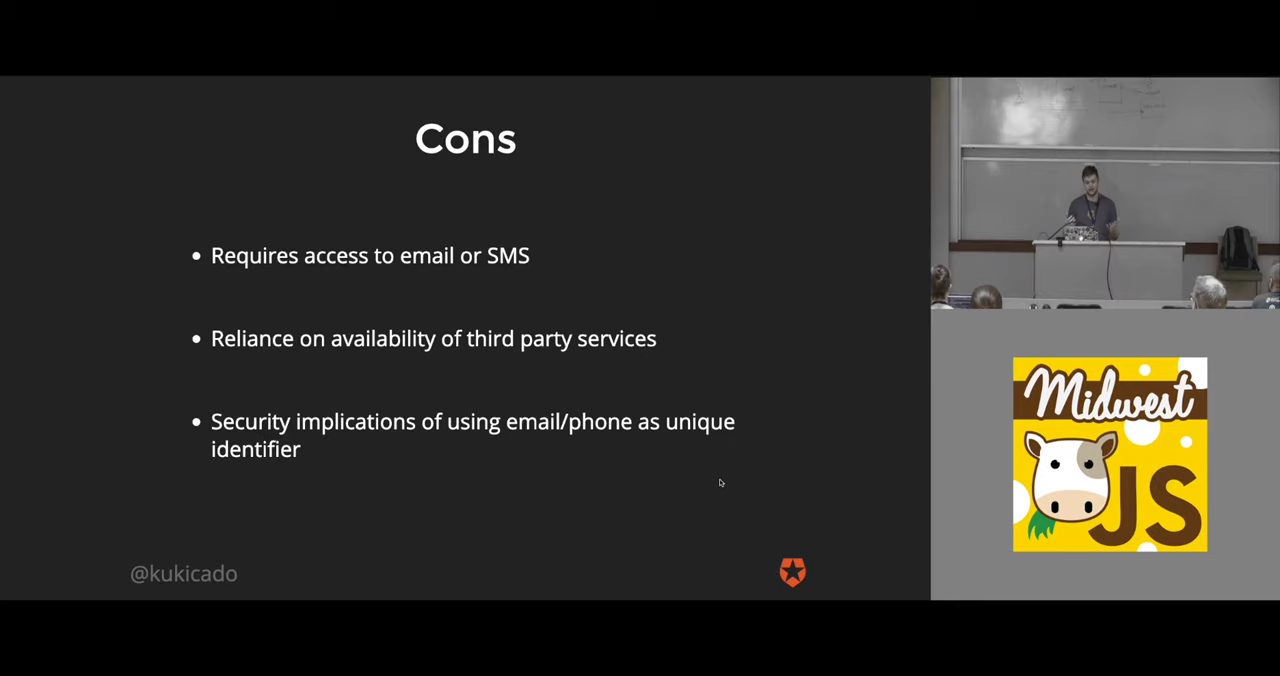 Cons
• Requires access to email or SMS
• Reliance on availability of third party services
• Security implications of using email/phone as unique
identifier
@kukicado
Midwest
JS